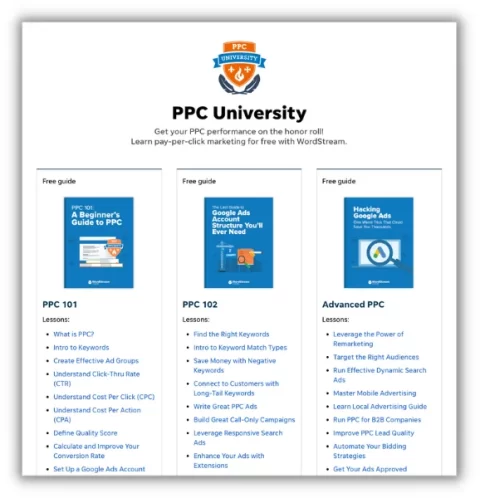 PPC
UNIVERSITY
PPC University
Get your PPC performance on the honor roll!
Learn pay-per-click marketing for free with WordStream.
Free guide
PPC 101:
A Beginner's
Guide to PPC
WordStream
PPC 101
Lessons:
What is PPC?
Intro to Keywords
Create Effective Ad Groups
Understand Click-Thru Rate
(CTR)
Understand Cost Per Click (CPC)
Understand Cost Per Action
(CPA)
Define Quality Score
Calculate and Improve Your
Conversion Rate
Set Up a Google Ads Account
Free guide
The Last Guide to
Google Ads
Account
Structure You'll
Ever Need
WordStream
PPC 102
Lessons:
Find the Right Keywords
Intro to Keyword Match Types
Save Money with Negative
Keywords
Connect to Customers with
Long-Tail Keywords
Write Great PPC Ads
Build Great Call-Only Campaigns
Leverage Responsive Search
Ads
Enhance Your Ads with
Extensions
Free guide
Hacking
Google Ads
WordStream
Advanced PPC
Lessons:
Leverage the Power of
Remarketing
Target the Right Audiences
Run Effective Dynamic Search
Ads
Master Mobile Advertising
Learn Local Advertising Guide
Run PPC for B2B Companies
Improve PPC Lead Quality
Automate Your Bidding
Strategies
Get Your Ads Approved